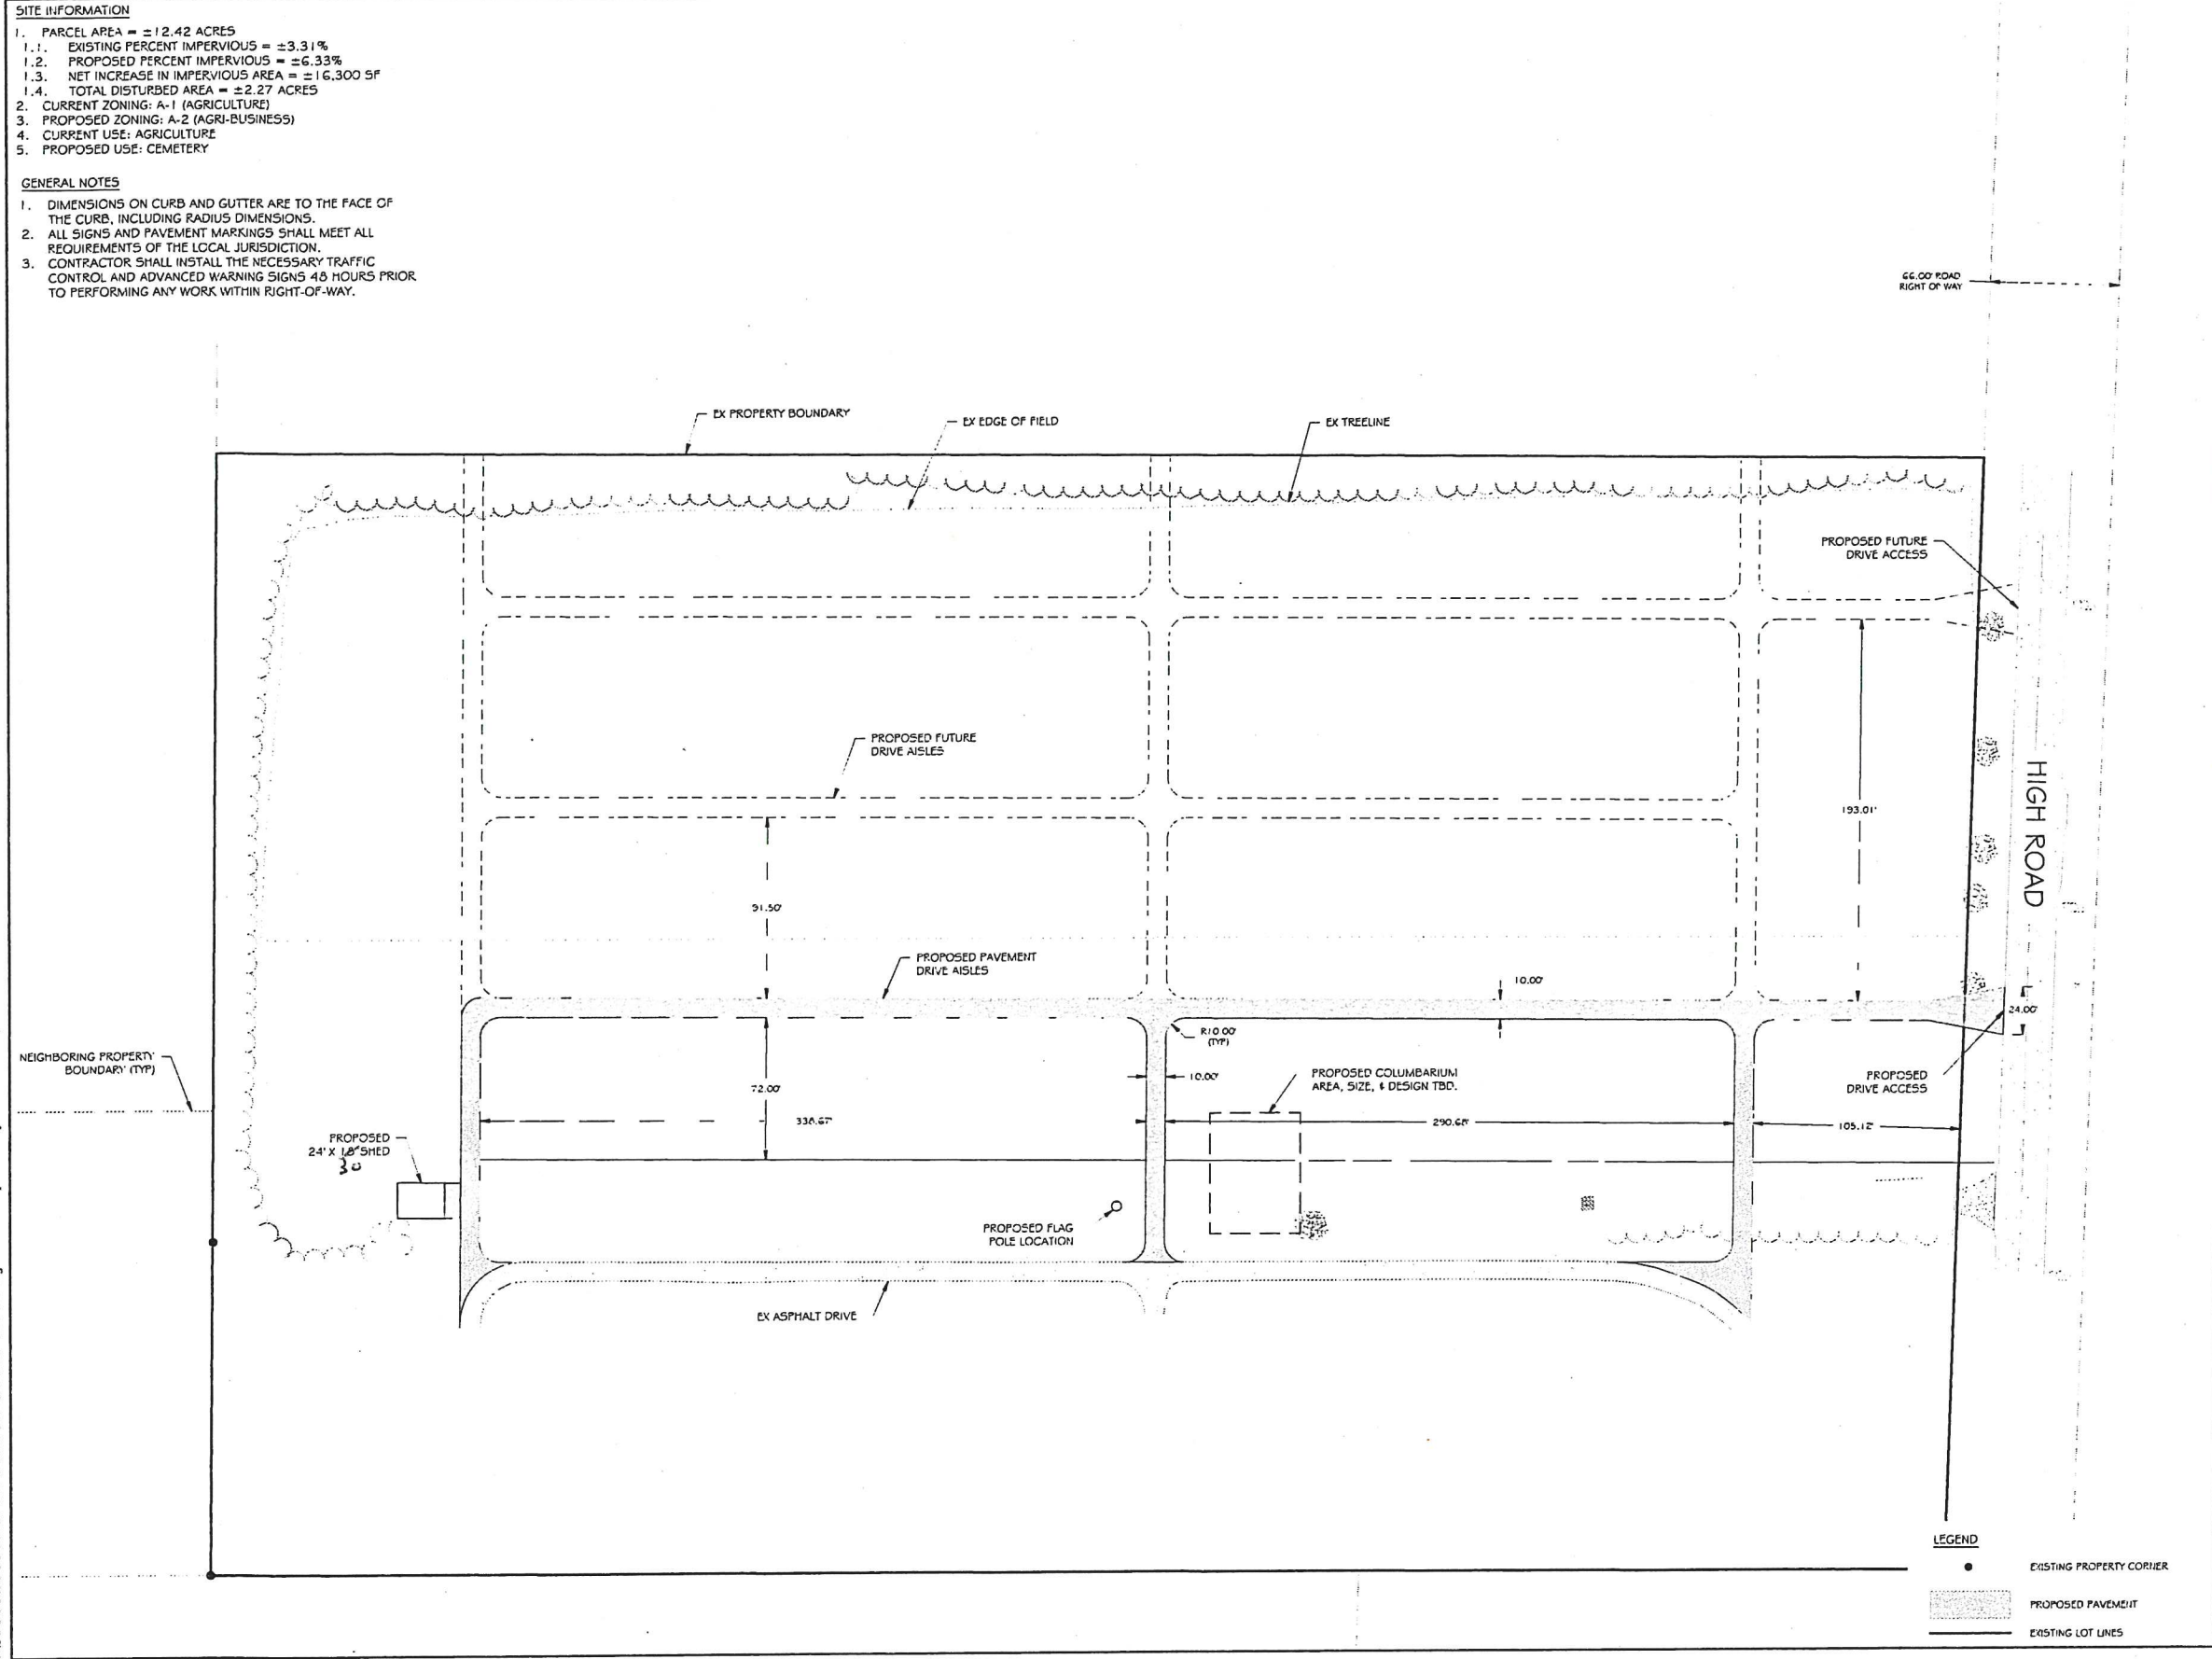 SITE INFORMATION
1. PARCEL AREA = ±12.42 ACRES
1.1. EXISTING PERCENT IMPERVIOUS = ±3.31%
1.2. PROPOSED PERCENT IMPERVIOUS = ±6.33%
1.3. NET INCREASE IN IMPERVIOUS AREA = ±16,300 SF
1.4. TOTAL DISTURBED AREA = ±2.27 ACRES
2. CURRENT ZONING: A-1 (AGRICULTURE)
3. PROPOSED ZONING: A-2 (AGRI-BUSINESS)
4. CURRENT USE: AGRICULTURE
5. PROPOSED USE: CEMETERY
GENERAL NOTES
1. DIMENSIONS ON CURB AND GUTTER ARE TO THE FACE OF
THE CURB, INCLUDING RADIUS DIMENSIONS.
2. ALL SIGNS AND PAVEMENT MARKINGS SHALL MEET ALL
REQUIREMENTS OF THE LOCAL JURISDICTION.
3. CONTRACTOR SHALL INSTALL THE NECESSARY TRAFFIC
CONTROL AND ADVANCED WARNING SIGNS 48 HOURS PRIOR
TO PERFORMING ANY WORK WITHIN RIGHT-OF-WAY.
66.00' ROAD
RIGHT OF WAY
EX PROPERTY BOUNDARY
EX EDGE OF FIELD
EX TREELINE
PROPOSED FUTURE
DRIVE ACCESS
PROPOSED FUTURE
DRIVE AISLES
193.01'
HIGH ROAD
91.50'
PROPOSED PAVEMENT
DRIVE AISLES
10.00'
24.00'
R10.00'
(TYP)
NEIGHBORING PROPERTY
BOUNDARY (TYP)
72.00'
10.00'
PROPOSED COLUMBARIUM
AREA, SIZE, & DESIGN TBD.
PROPOSED
DRIVE ACCESS
338.67'
290.68'
105.12'
PROPOSED
24' X 18' SHED
30
PROPOSED FLAG
POLE LOCATION
EX ASPHALT DRIVE
LEGEND
EXISTING PROPERTY CORNER
PROPOSED PAVEMENT
EXISTING LOT LINES